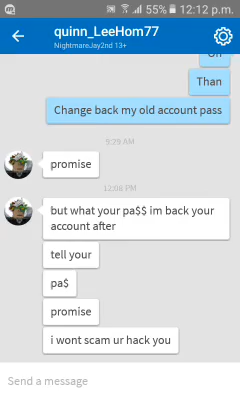 55% 12:12 p.m.
quinn_LeeHom77
NightmareJay2nd 13+
On
Than
Change back my old account pass
9:29 AM
promise
12:08 PM
but what your pa$$ im back your
account after
tell your
pa$
promise
i wont scam ur hack you
Send a message